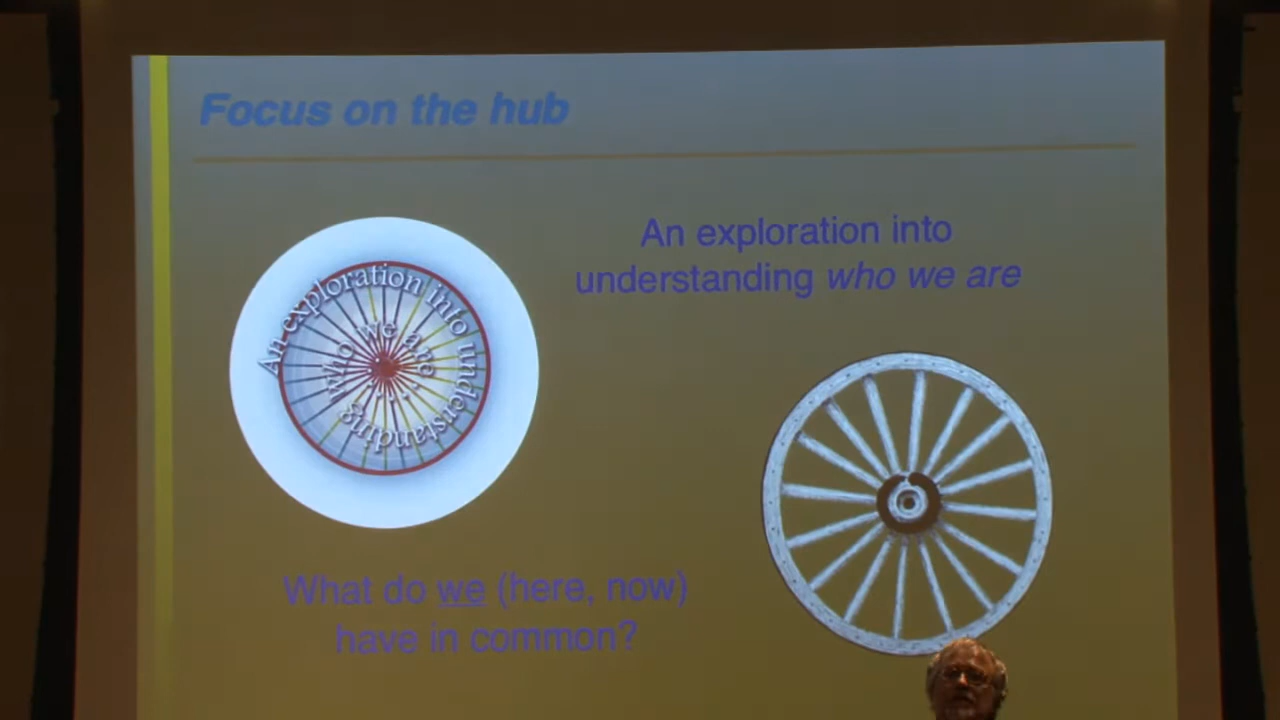 Focus on the hub
An exploration into
understanding who we are
An exploration into understanding
who we are ...
What do we (here, now)
have in common?